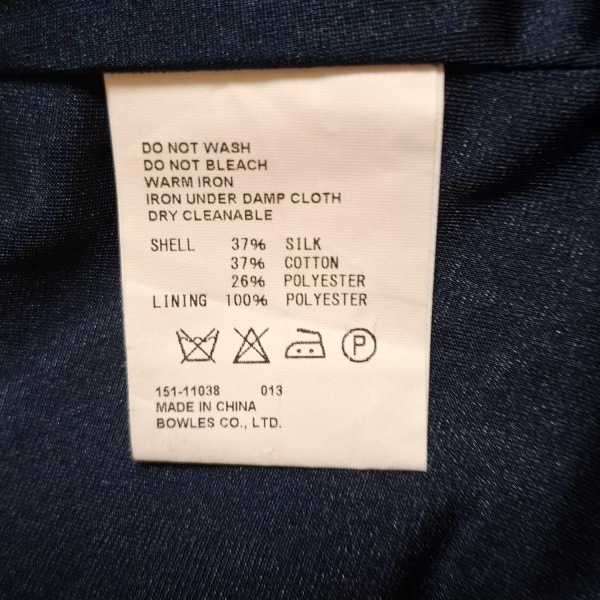 DO NOT WASH
DO NOT BLEACH
WARM IRON
IRON UNDER DAMP CLOTH
DRY CLEANABLE
SHELL 37% SILK
37% COTTON
26% POLYESTER
LINING 100% POLYESTER
P
151-11038 013
MADE IN CHINA
BOWLES CO., LTD.